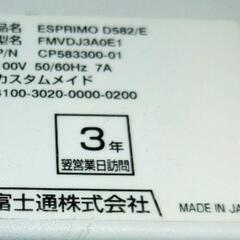 品名 ESPRIMO D582/E
型名 FMVDJ3A0E1
P/N CP583300-01
100V 50/60Hz 7A
カスタムメイド
4100-3020-0000-0200
3年
翌営業日訪問
富士通株式会社
MADE IN JA